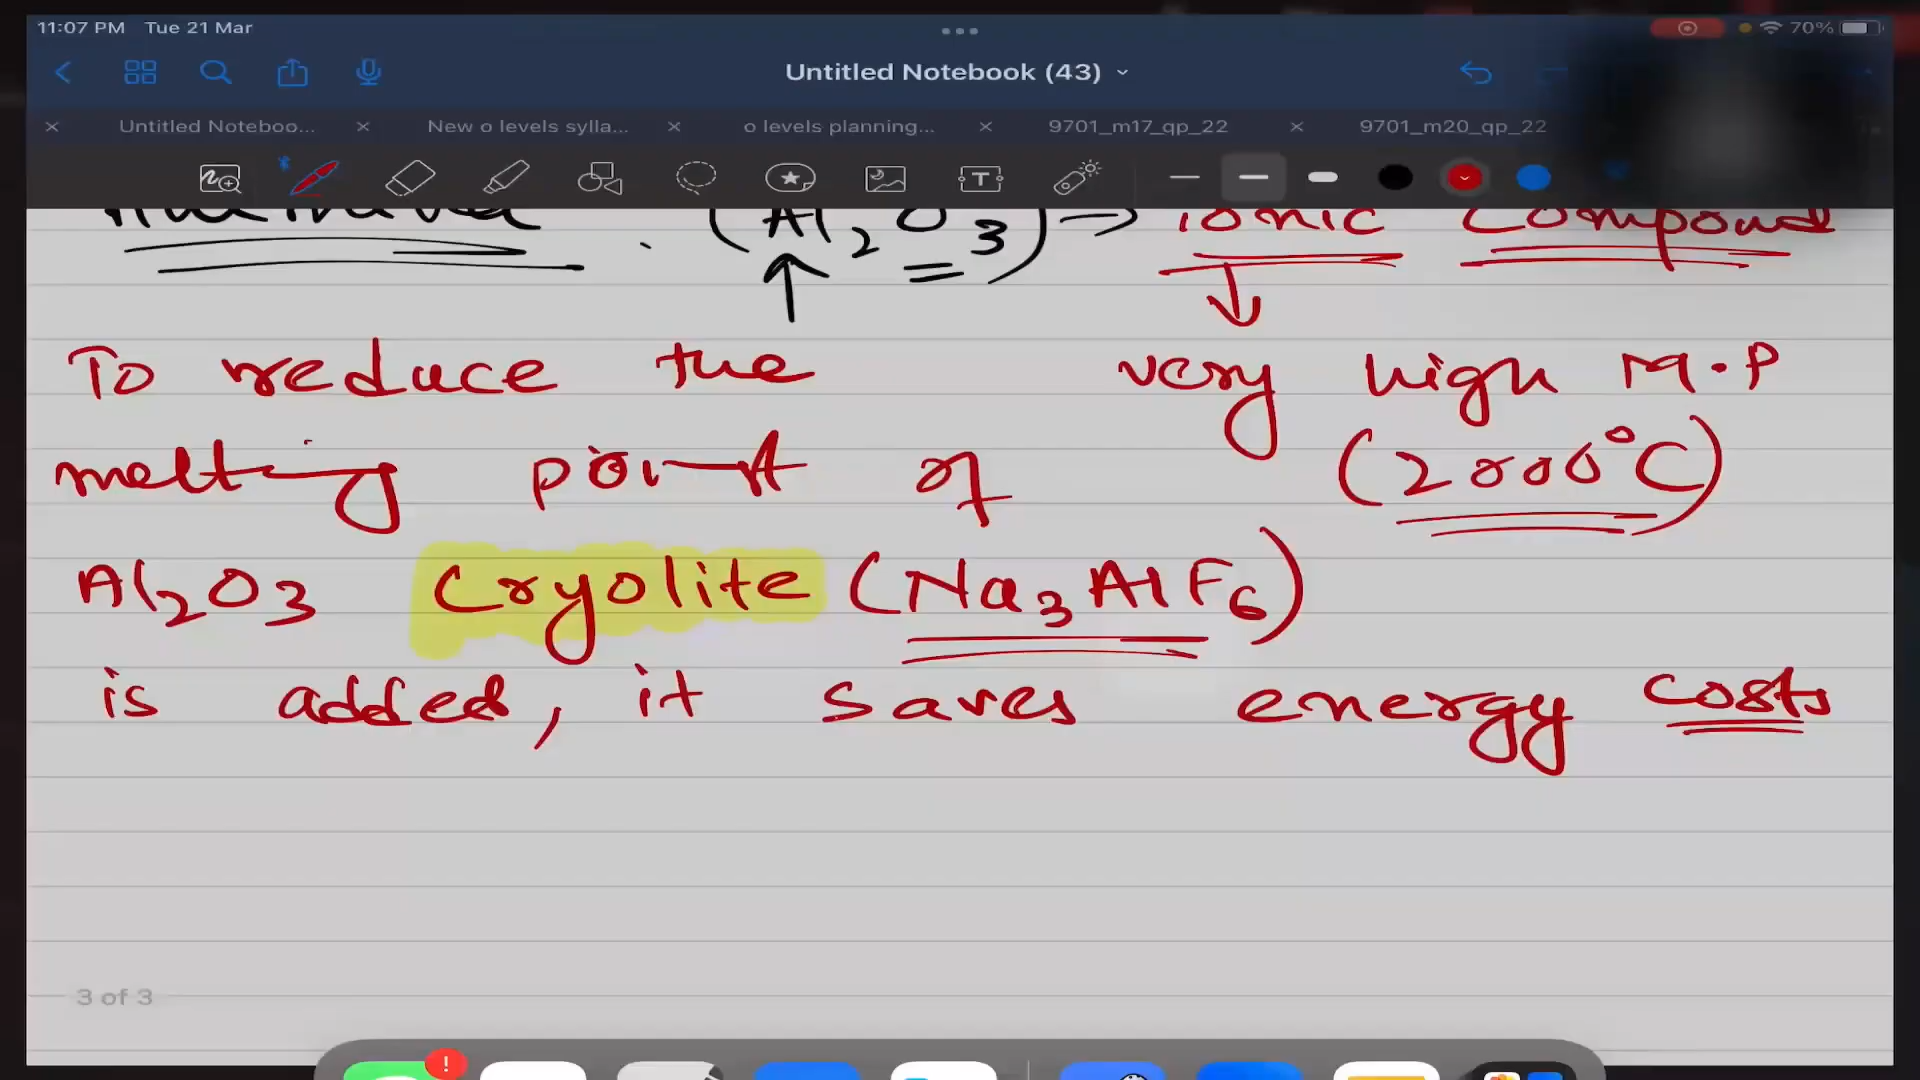 11:07 PM Tue 21 Mar
70%
Untitled Notebook (43)
Untitled Noteboo...
New o levels sylla...
o levels planning...
9701_m17_qp_22
9701_m20_qp_22
(Al2O3) → ionic compound
To reduce the very high M.P
melting point of (2000°C)
Al2O3 Cryolite (Na3AlF6)
is added, it saves energy costs
3 of 3